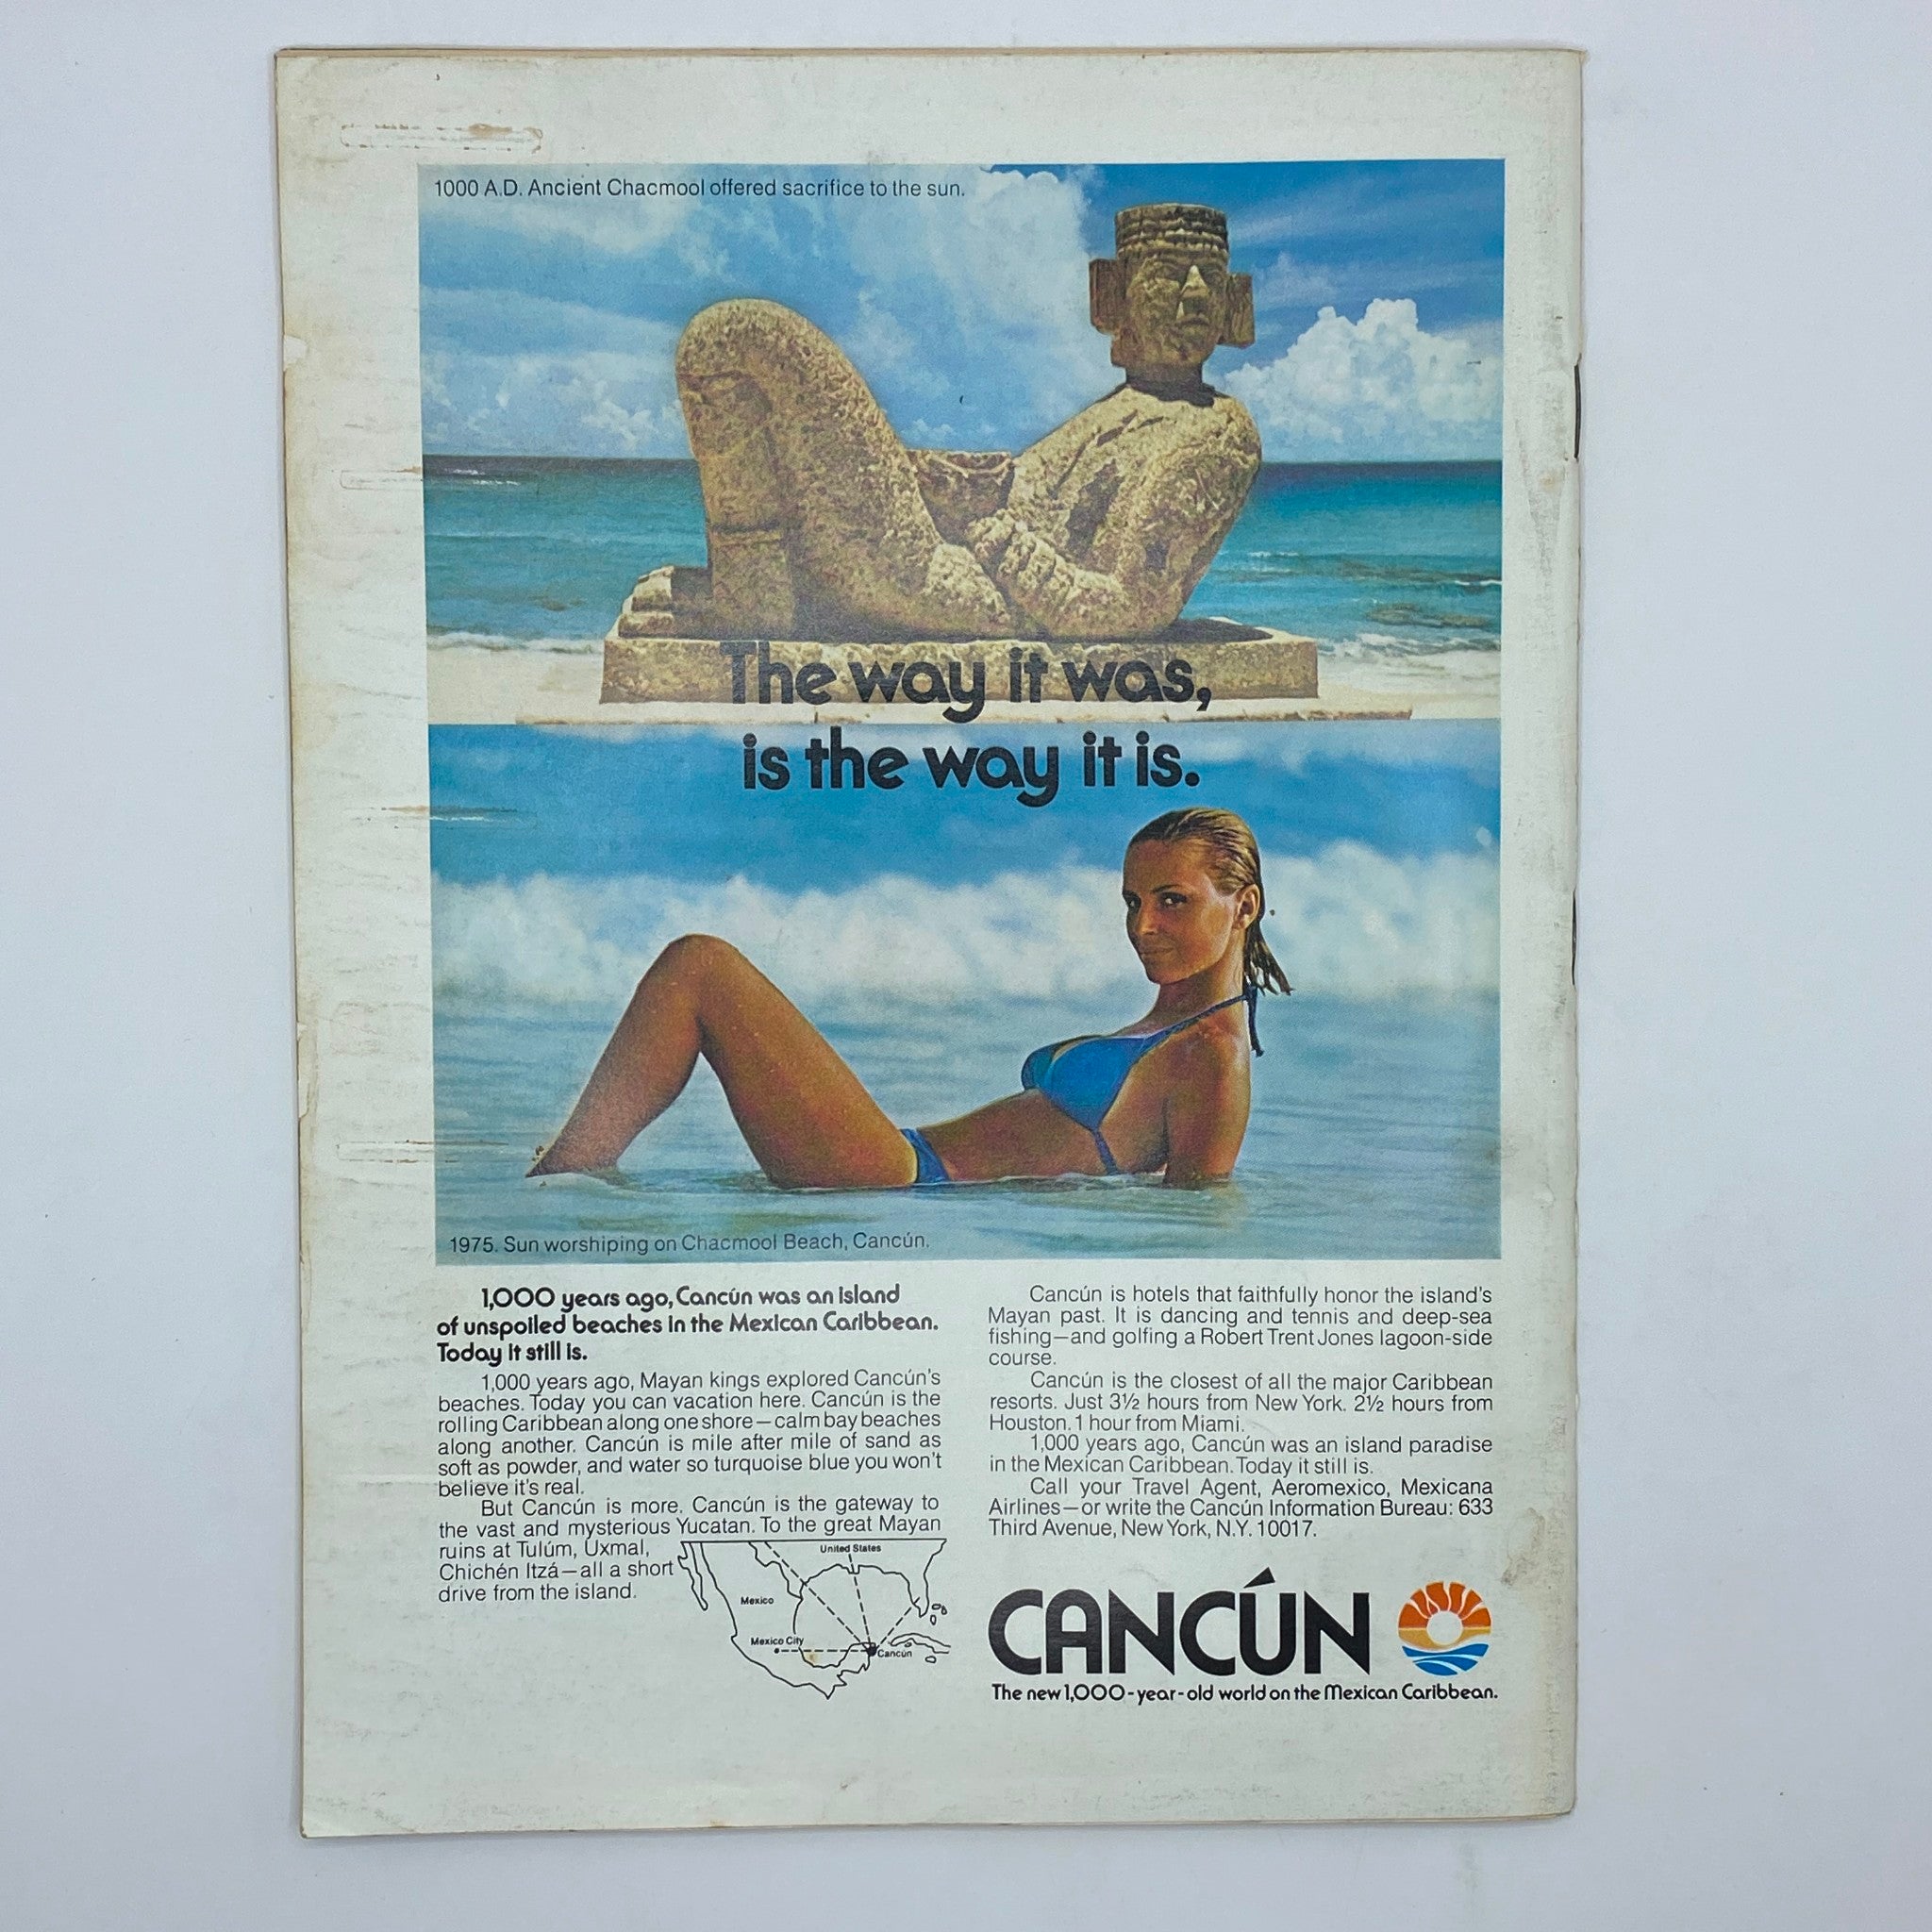 1000 A.D. Ancient Chacmool offered sacrifice to the sun.
The way it was,
is the way it is.
1975. Sun worshiping on Chacmool Beach, Cancún.
1,000 years ago, Cancún was an island
of unspoiled beaches in the Mexican Caribbean.
Today it still is.
1,000 years ago, Mayan kings explored Cancún's
beaches. Today you can vacation here. Cancún is the
rolling Caribbean along one shore—calm bay beaches
along another. Cancún is mile after mile of sand as
soft as powder, and water so turquoise blue you won't
believe it's real.
But Cancún is more. Cancún is the gateway to
the vast and mysterious Yucatan. To the great Mayan
ruins at Tulúm, Uxmal,
Chichén Itzá—all a short
drive from the island.
United States
Mexico
Mexico City
Cancún
Cancún is hotels that faithfully honor the island's
Mayan past. It is dancing and tennis and deep-sea
fishing—and golfing a Robert Trent Jones lagoon-side
course.
Cancún is the closest of all the major Caribbean
resorts. Just 3½ hours from New York. 2½ hours from
Houston. 1 hour from Miami.
1,000 years ago, Cancún was an island paradise
in the Mexican Caribbean. Today it still is.
Call your Travel Agent, Aeromexico, Mexicana
Airlines—or write the Cancún Information Bureau: 633
Third Avenue, New York, N.Y. 10017.
CANCÚN
The new 1,000-year-old world on the Mexican Caribbean.